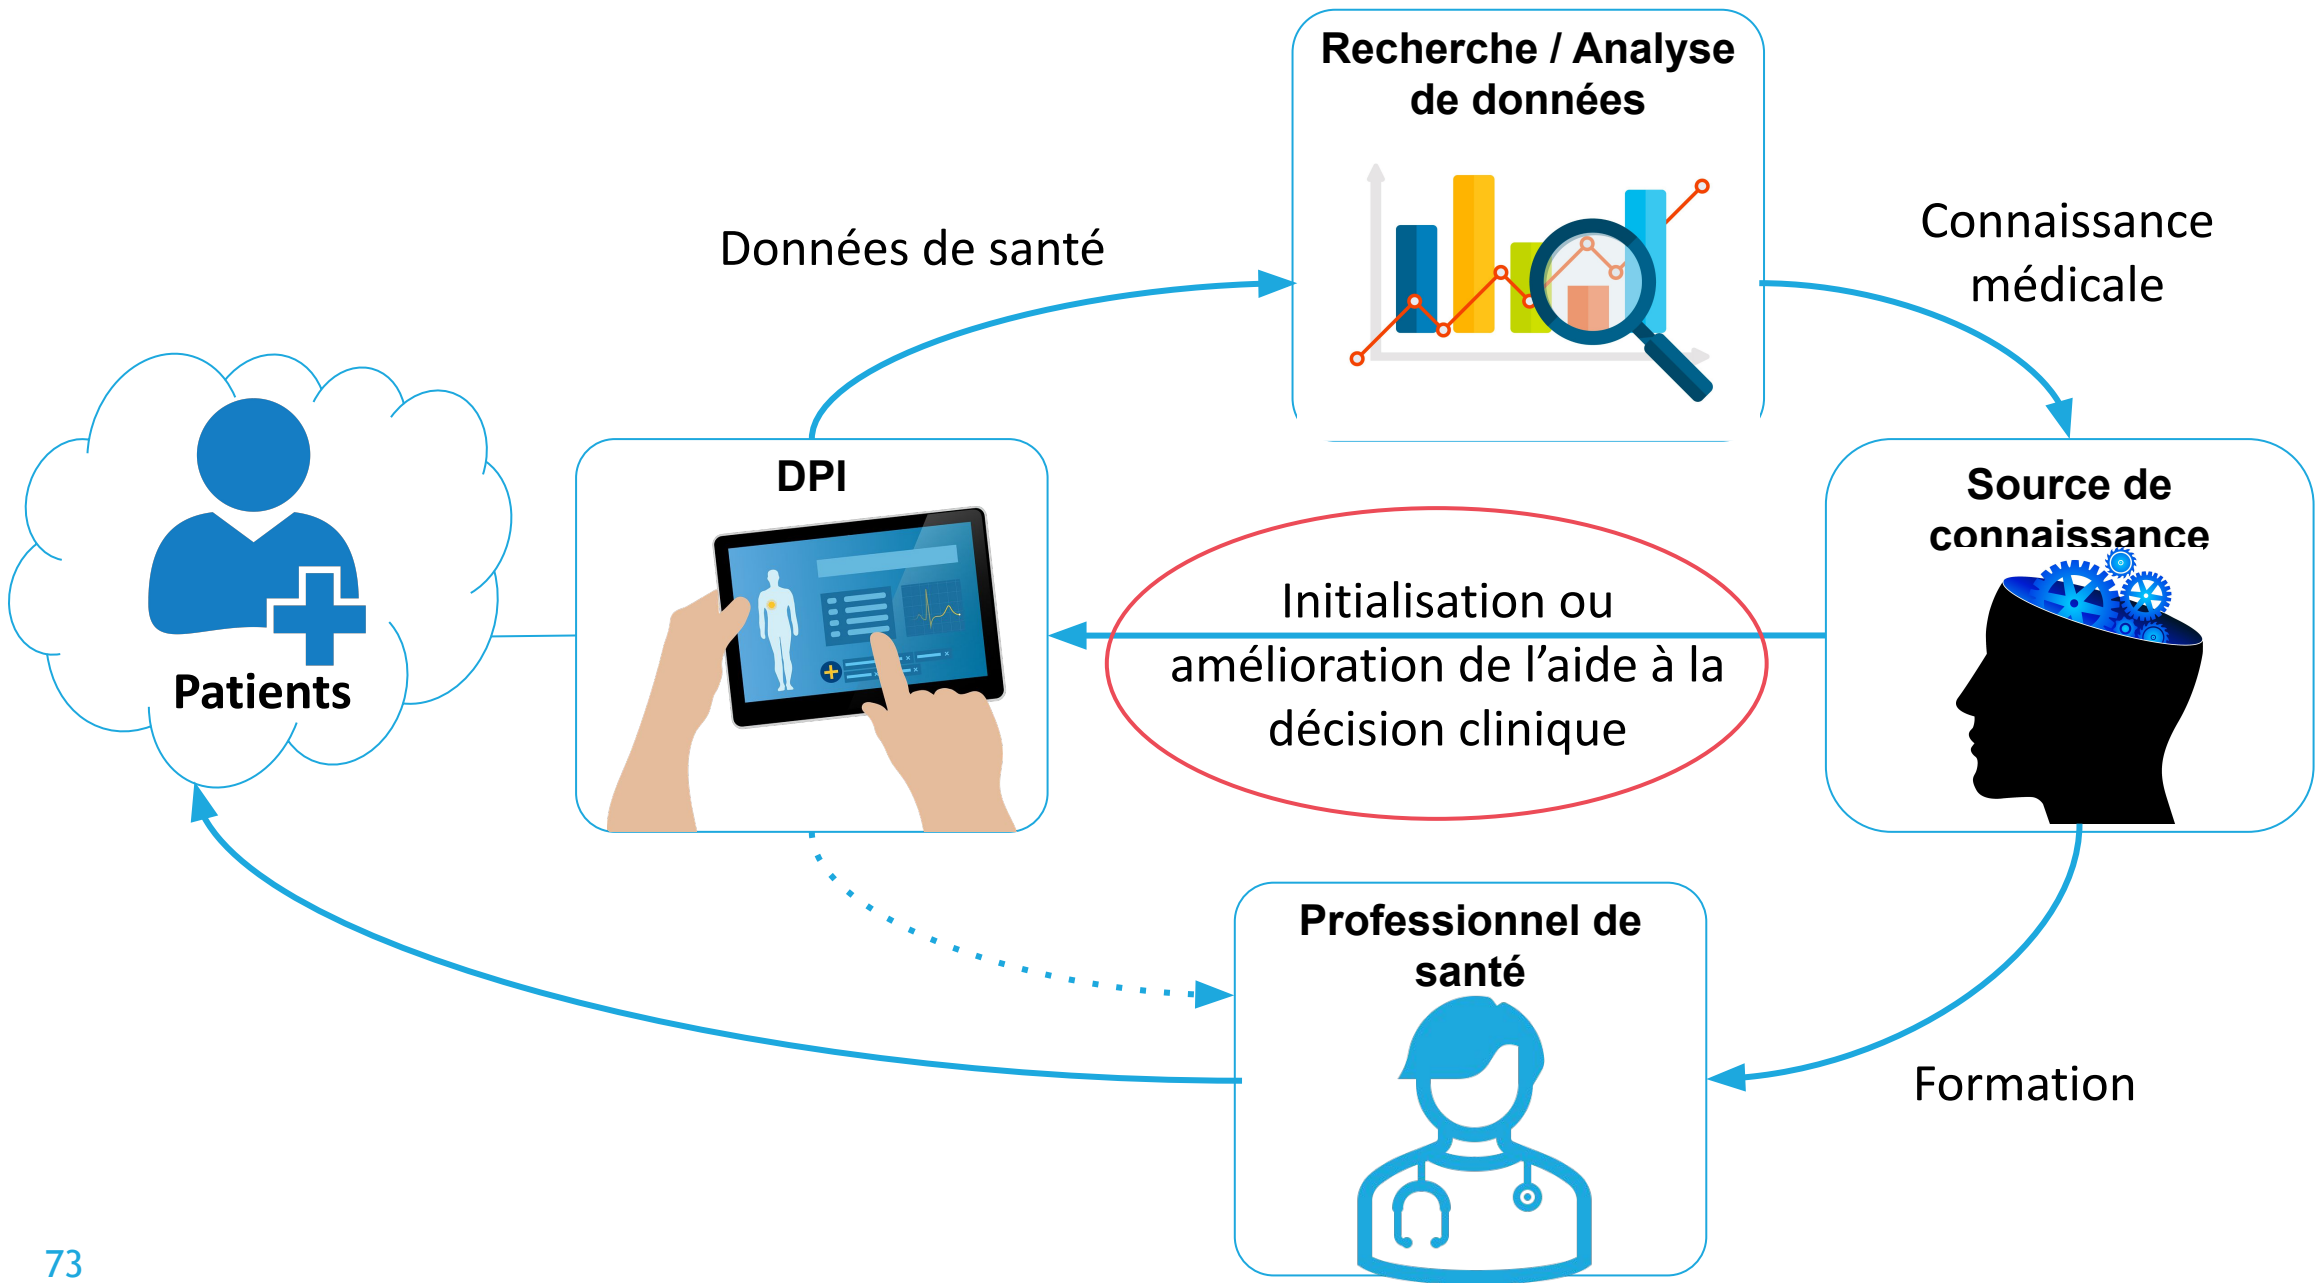 Recherche / Analyse
de données
Données de santé
Connaissance
médicale
DPI
Source de
connaissance
Initialisation ou
amélioration de l’aide à la
décision clinique
Patients
Professionnel de
santé
Formation
73